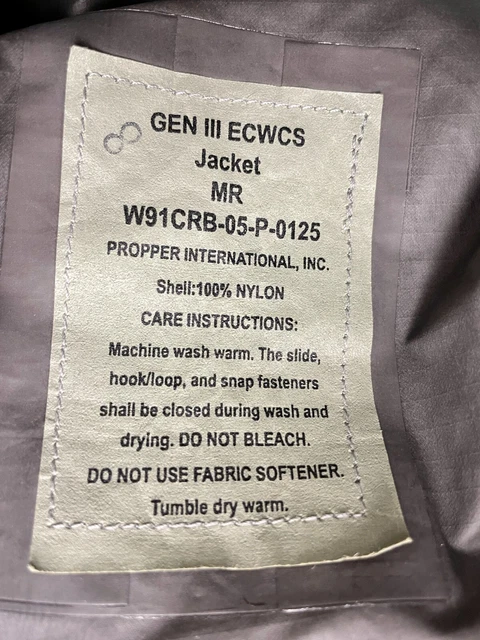 8
GEN III ECWCS
Jacket
MR
W91CRB-05-P-0125
PROPPER INTERNATIONAL, INC.
Shell:100% NYLON
CARE INSTRUCTIONS:
Machine wash warm. The slide,
hook/loop, and snap fasteners
shall be closed during wash and
drying. DO NOT BLEACH.
DO NOT USE FABRIC SOFTENER.
Tumble dry warm.